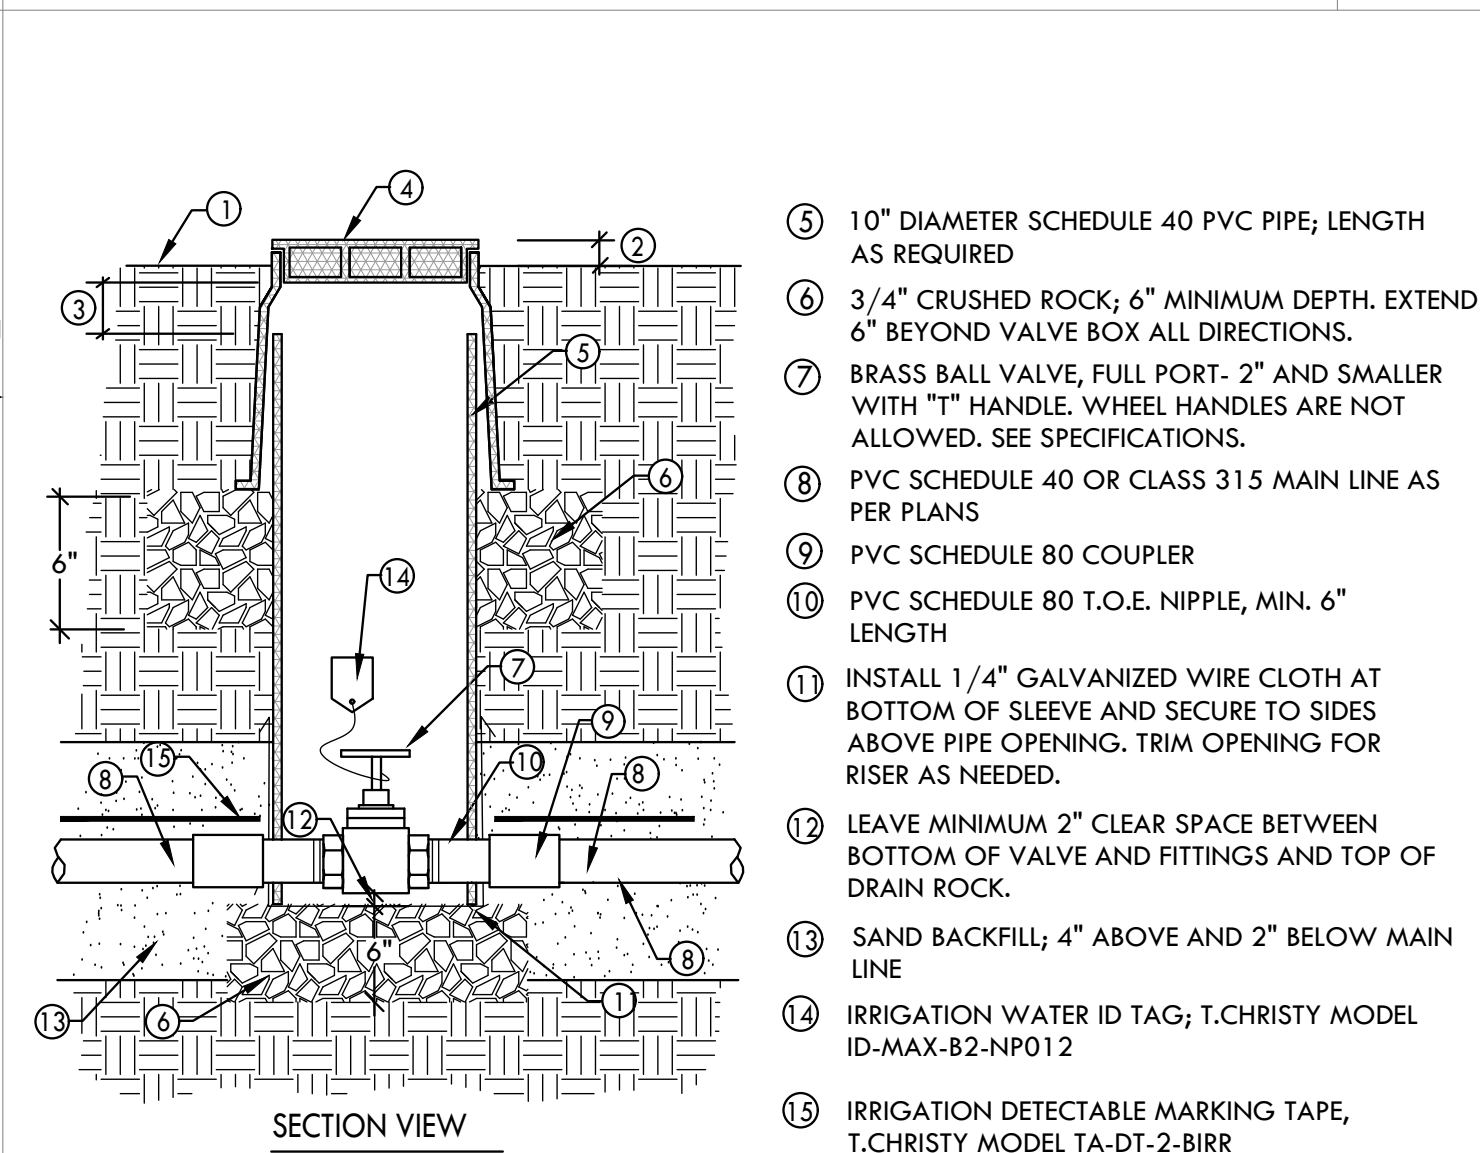 1
4
2
3
5
6
6"
14
7
9
15
8
10
8
12
6"
8
13
6
11
SECTION VIEW
5 10" DIAMETER SCHEDULE 40 PVC PIPE; LENGTH
AS REQUIRED
6 3/4" CRUSHED ROCK; 6" MINIMUM DEPTH. EXTEND
6" BEYOND VALVE BOX ALL DIRECTIONS.
7 BRASS BALL VALVE, FULL PORT- 2" AND SMALLER
WITH "T" HANDLE. WHEEL HANDLES ARE NOT
ALLOWED. SEE SPECIFICATIONS.
8 PVC SCHEDULE 40 OR CLASS 315 MAIN LINE AS
PER PLANS
9 PVC SCHEDULE 80 COUPLER
10 PVC SCHEDULE 80 T.O.E. NIPPLE, MIN. 6"
LENGTH
11 INSTALL 1/4" GALVANIZED WIRE CLOTH AT
BOTTOM OF SLEEVE AND SECURE TO SIDES
ABOVE PIPE OPENING. TRIM OPENING FOR
RISER AS NEEDED.
12 LEAVE MINIMUM 2" CLEAR SPACE BETWEEN
BOTTOM OF VALVE AND FITTINGS AND TOP OF
DRAIN ROCK.
13 SAND BACKFILL; 4" ABOVE AND 2" BELOW MAIN
LINE
14 IRRIGATION WATER ID TAG; T.CHRISTY MODEL
ID-MAX-B2-NP012
15 IRRIGATION DETECTABLE MARKING TAPE,
T.CHRISTY MODEL TA-DT-2-BIRR